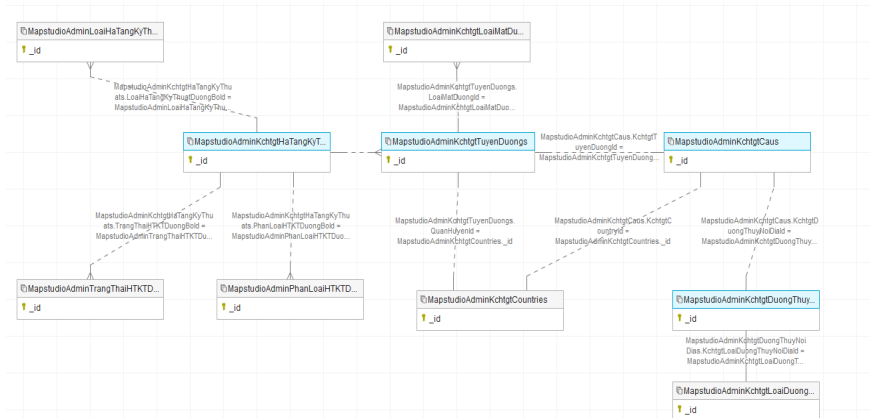 MapstudioAdminLoaiHaTangKyTh...
_id
MapstudioAdminKchtgtLoaiMatDu...
_id
MapstudioAdminKchtgtHaTangKyThu
ats.LoaiHaTangKyThuatDuongBoId =
MapstudioAdminLoaiHaTangKyThu...
MapstudioAdminKchtgtTuyenDuongs.
LoaiMatDuongId =
MapstudioAdminKchtgtLoaiMatDuo...
MapstudioAdminKchtgtHaTangKyT...
_id
MapstudioAdminKchtgtTuyenDuongs
_id
MapstudioAdminKchtgtCaus.KchtgtT
uyenDuongId =
MapstudioAdminKchtgtTuyenDuong...
MapstudioAdminKchtgtCaus
_id
MapstudioAdminKchtgtHaTangKyThu
ats.TrangThaiHTKTDuongBoId =
MapstudioAdminTrangThaiHTKTDu...
MapstudioAdminKchtgtHaTangKyThu
ats.PhanLoaiHTKTDuongBoId =
MapstudioAdminPhanLoaiHTKTDuo...
MapstudioAdminKchtgtTuyenDuongs.
QuanHuyenId =
MapstudioAdminKchtgtCountries._id
MapstudioAdminKchtgtCaus.KchtgtC
ountryId =
MapstudioAdminKchtgtCountries._id
MapstudioAdminKchtgtCaus.KchtgtD
uongThuyNoiDiaId =
MapstudioAdminKchtgtDuongThuy...
MapstudioAdminTrangThaiHTKTD...
_id
MapstudioAdminPhanLoaiHTKTD...
_id
MapstudioAdminKchtgtCountries
_id
MapstudioAdminKchtgtDuongThuy...
_id
MapstudioAdminKchtgtDuongThuyNoi
Dias.KchtgtLoaiDuongThuyNoiDiaId =
MapstudioAdminKchtgtLoaiDuongT...
MapstudioAdminKchtgtLoaiDuong...
_id